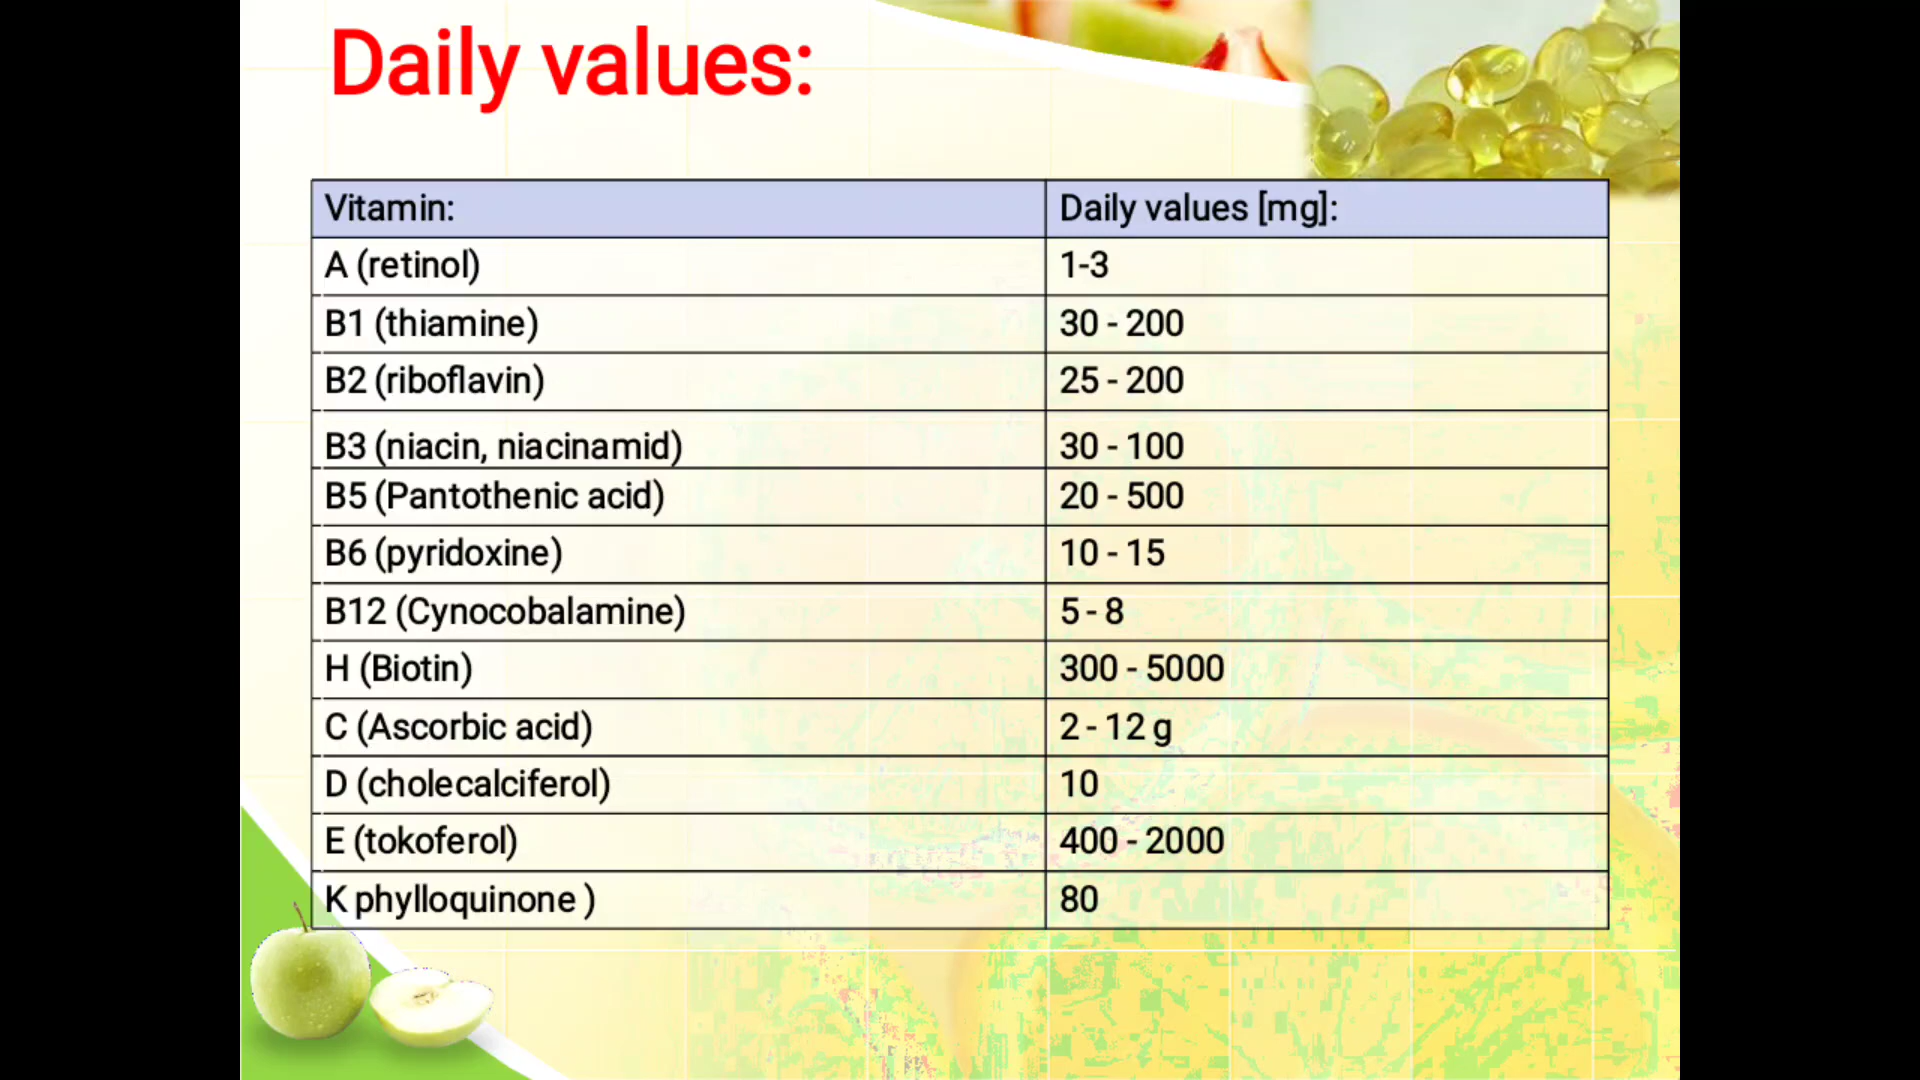 Daily values:
Vitamin: Daily values [mg]:
A (retinol) 1-3
B1 (thiamine) 30 - 200
B2 (riboflavin) 25 - 200
B3 (niacin, niacinamid) 30 - 100
B5 (Pantothenic acid) 20 - 500
B6 (pyridoxine) 10 - 15
B12 (Cynocobalamine) 5 - 8
H (Biotin) 300 - 5000
C (Ascorbic acid) 2 - 12 g
D (cholecalciferol) 10
E (tokoferol) 400 - 2000
K phylloquinone ) 80